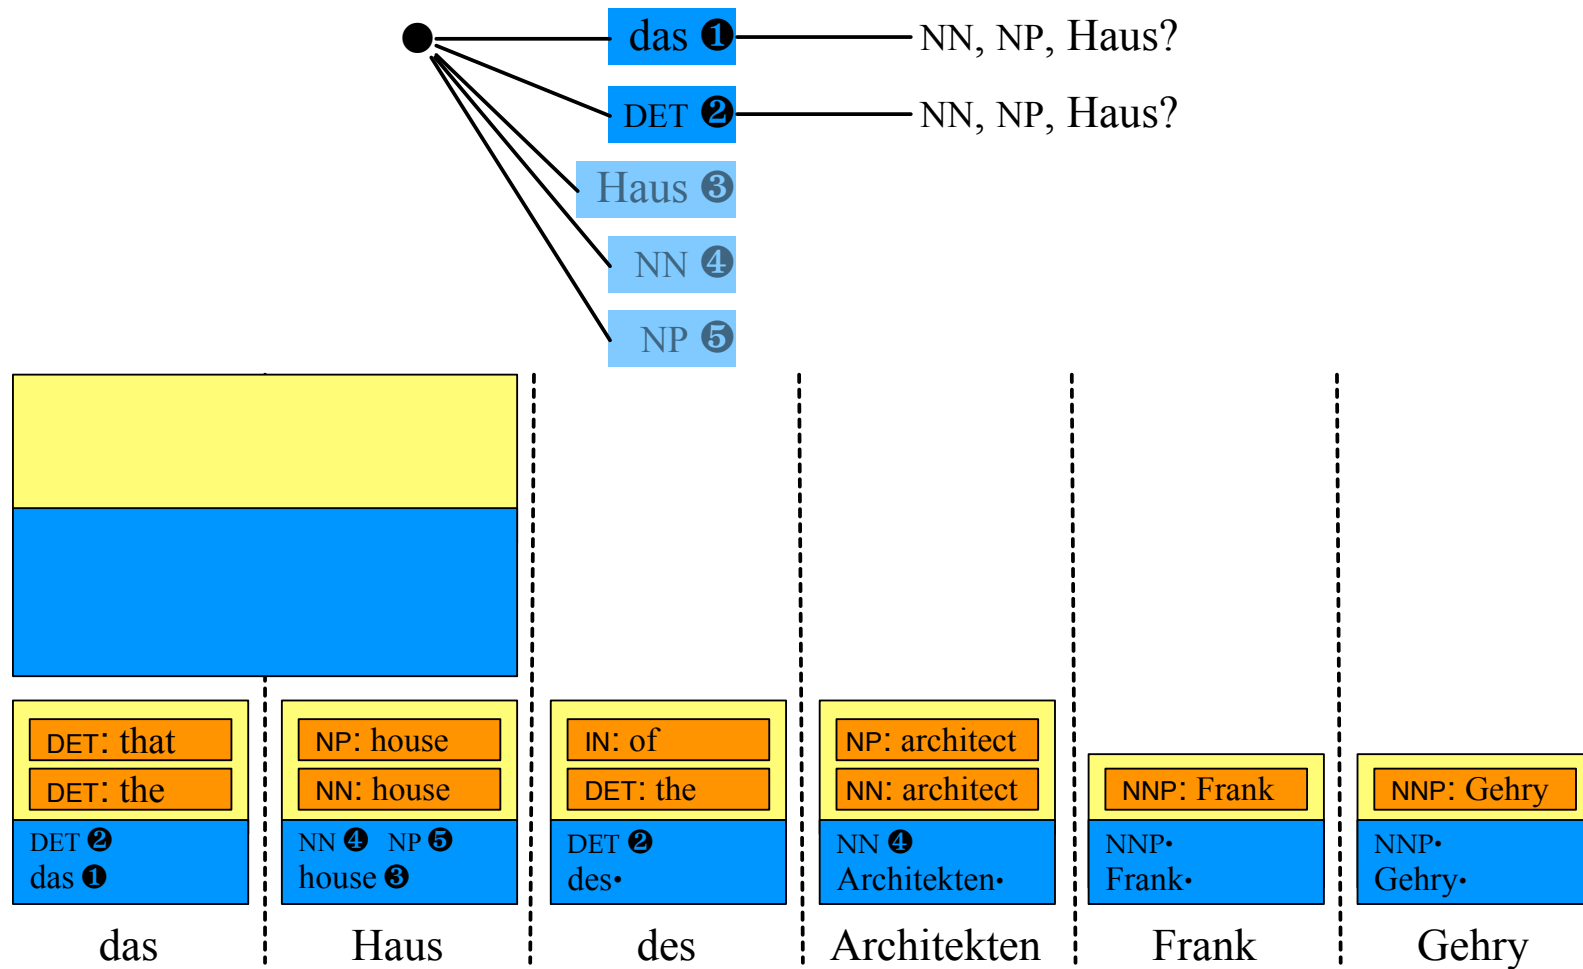 das ❶ NN, NP, Haus?
DET ❷ NN, NP, Haus?
Haus ❸
NN ❹
NP ❺
DET: that
DET: the
DET ❷
das ❶
NP: house
NN: house
NN ❹ NP ❺
house ❸
IN: of
DET: the
DET ❷
des•
NP: architect
NN: architect
NN ❹
Architekten•
NNP: Frank
NNP•
Frank•
NNP: Gehry
NNP•
Gehry•
das Haus des Architekten Frank Gehry